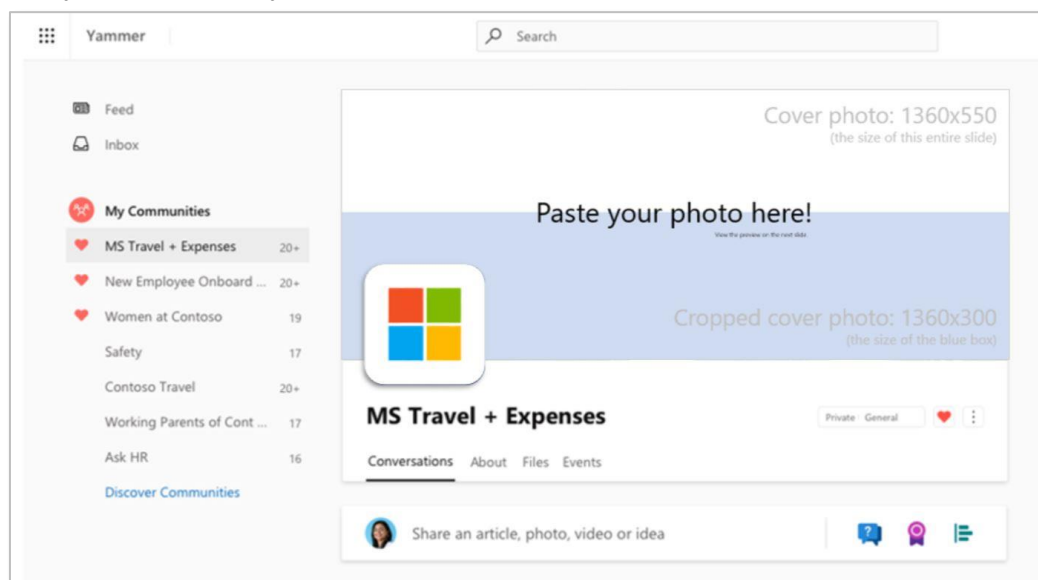 Yammer
Search
Feed
Inbox
My Communities
MS Travel + Expenses 20+
New Employee Onboard ... 20+
Women at Contoso 19
Safety 17
Contoso Travel 20+
Working Parents of Cont ... 17
Ask HR 16
Discover Communities
Cover photo: 1360x550
(the size of this entire slide)
Paste your photo here!
View the preview on the next slide.
Cropped cover photo: 1360x300
(the size of the blue box)
MS Travel + Expenses
Private General
Conversations About Files Events
Share an article, photo, video or idea